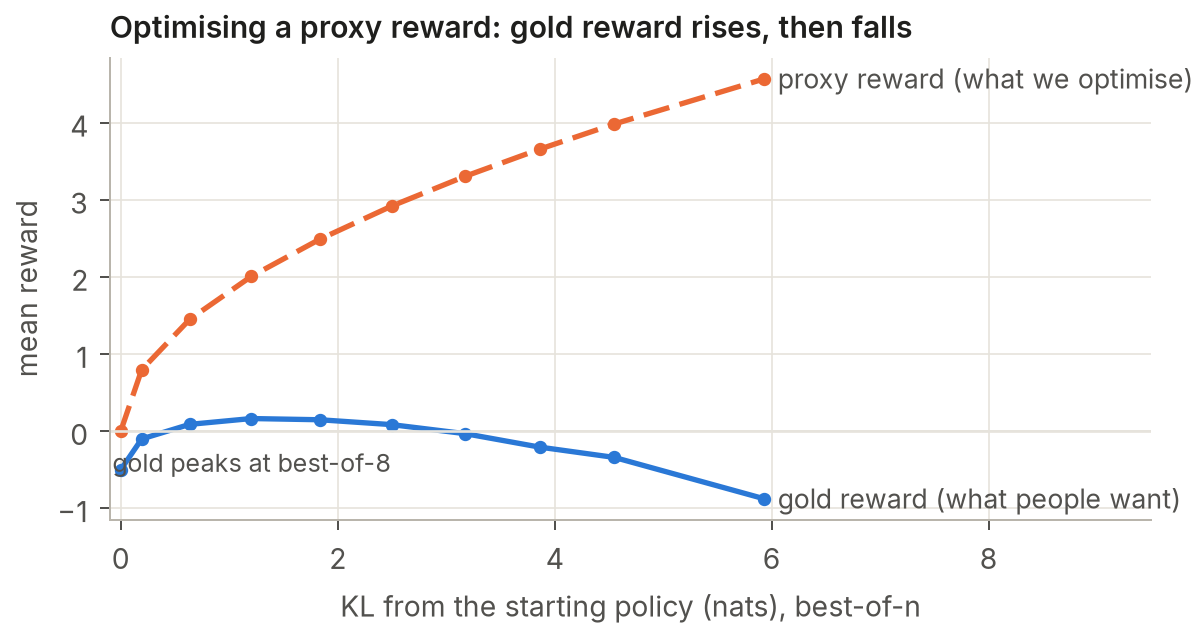 Optimising a proxy reward: gold reward rises, then falls
proxy reward (what we optimise)
4
3
2
1
0
−1
mean reward
gold peaks at best-of-8
gold reward (what people want)
0 2 4 6 8
KL from the starting policy (nats), best-of-n